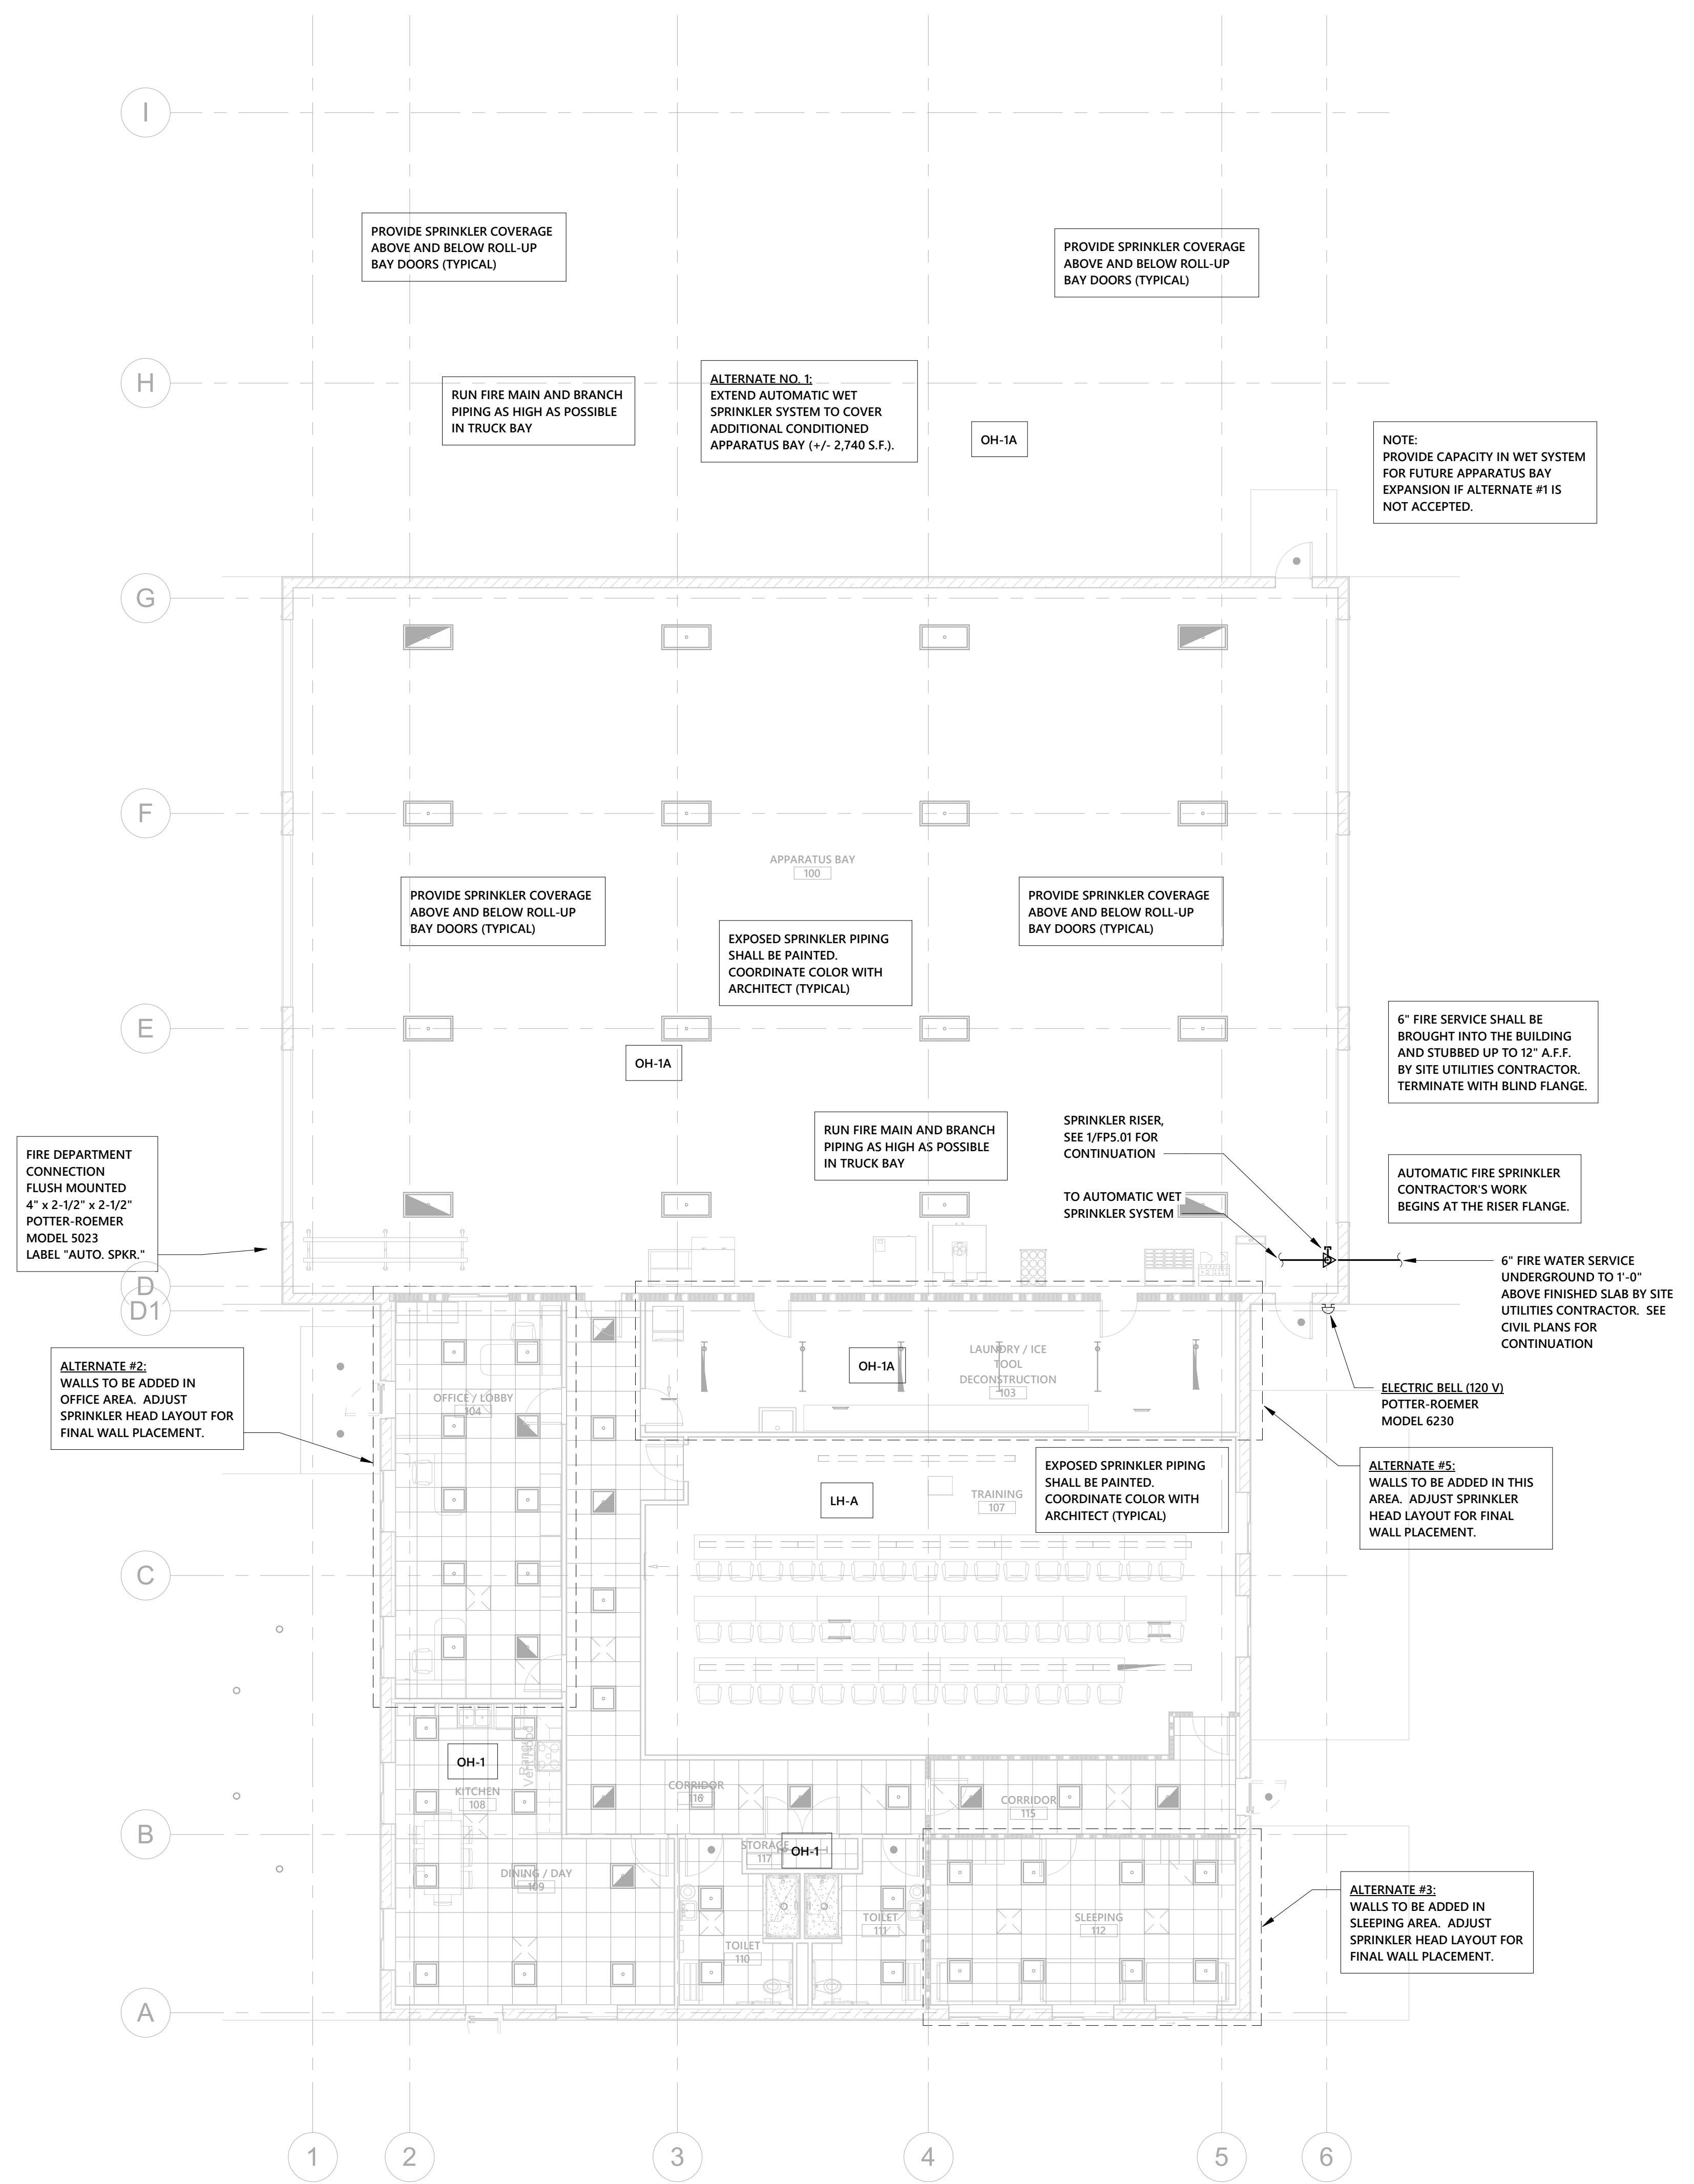 I
PROVIDE SPRINKLER COVERAGE
ABOVE AND BELOW ROLL-UP
BAY DOORS (TYPICAL)
PROVIDE SPRINKLER COVERAGE
ABOVE AND BELOW ROLL-UP
BAY DOORS (TYPICAL)
H
RUN FIRE MAIN AND BRANCH
PIPING AS HIGH AS POSSIBLE
IN TRUCK BAY
ALTERNATE NO. 1:
EXTEND AUTOMATIC WET
SPRINKLER SYSTEM TO COVER
ADDITIONAL CONDITIONED
APPARATUS BAY (+/- 2,740 S.F.).
OH-1A
NOTE:
PROVIDE CAPACITY IN WET SYSTEM
FOR FUTURE APPARATUS BAY
EXPANSION IF ALTERNATE #1 IS
NOT ACCEPTED.
G
F
APPARATUS BAY
100
PROVIDE SPRINKLER COVERAGE
ABOVE AND BELOW ROLL-UP
BAY DOORS (TYPICAL)
EXPOSED SPRINKLER PIPING
SHALL BE PAINTED.
COORDINATE COLOR WITH
ARCHITECT (TYPICAL)
PROVIDE SPRINKLER COVERAGE
ABOVE AND BELOW ROLL-UP
BAY DOORS (TYPICAL)
E
OH-1A
6" FIRE SERVICE SHALL BE
BROUGHT INTO THE BUILDING
AND STUBBED UP TO 12" A.F.F.
BY SITE UTILITIES CONTRACTOR.
TERMINATE WITH BLIND FLANGE.
RUN FIRE MAIN AND BRANCH
PIPING AS HIGH AS POSSIBLE
IN TRUCK BAY
SPRINKLER RISER,
SEE 1/FP5.01 FOR
CONTINUATION
TO AUTOMATIC WET
SPRINKLER SYSTEM
AUTOMATIC FIRE SPRINKLER
CONTRACTOR'S WORK
BEGINS AT THE RISER FLANGE.
FIRE DEPARTMENT
CONNECTION
FLUSH MOUNTED
4" x 2-1/2" x 2-1/2"
POTTER-ROEMER
MODEL 5023
LABEL "AUTO. SPKR."
6" FIRE WATER SERVICE
UNDERGROUND TO 1'-0"
ABOVE FINISHED SLAB BY SITE
UTILITIES CONTRACTOR. SEE
CIVIL PLANS FOR
CONTINUATION
D
D1
ALTERNATE #2:
WALLS TO BE ADDED IN
OFFICE AREA. ADJUST
SPRINKLER HEAD LAYOUT FOR
FINAL WALL PLACEMENT.
OFFICE / LOBBY
104
OH-1A
LAUNDRY / ICE
TOOL
DECONSTRUCTION
103
ELECTRIC BELL (120 V)
POTTER-ROEMER
MODEL 6230
LH-A
TRAINING
107
EXPOSED SPRINKLER PIPING
SHALL BE PAINTED.
COORDINATE COLOR WITH
ARCHITECT (TYPICAL)
ALTERNATE #5:
WALLS TO BE ADDED IN THIS
AREA. ADJUST SPRINKLER
HEAD LAYOUT FOR FINAL
WALL PLACEMENT.
C
OH-1
KITCHEN
108
CORRIDOR
116
CORRIDOR
115
B
STORAGE
117
OH-1
DINING / DAY
109
TOILET
110
TOILET
111
SLEEPING
112
ALTERNATE #3:
WALLS TO BE ADDED IN
SLEEPING AREA. ADJUST
SPRINKLER HEAD LAYOUT FOR
FINAL WALL PLACEMENT.
A
1
2
3
4
5
6